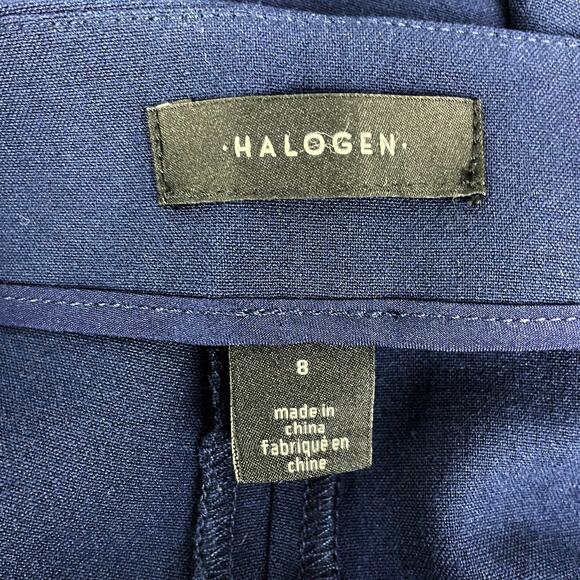 ·HALOGEN·
8
made in
china
fabriqué en
chine